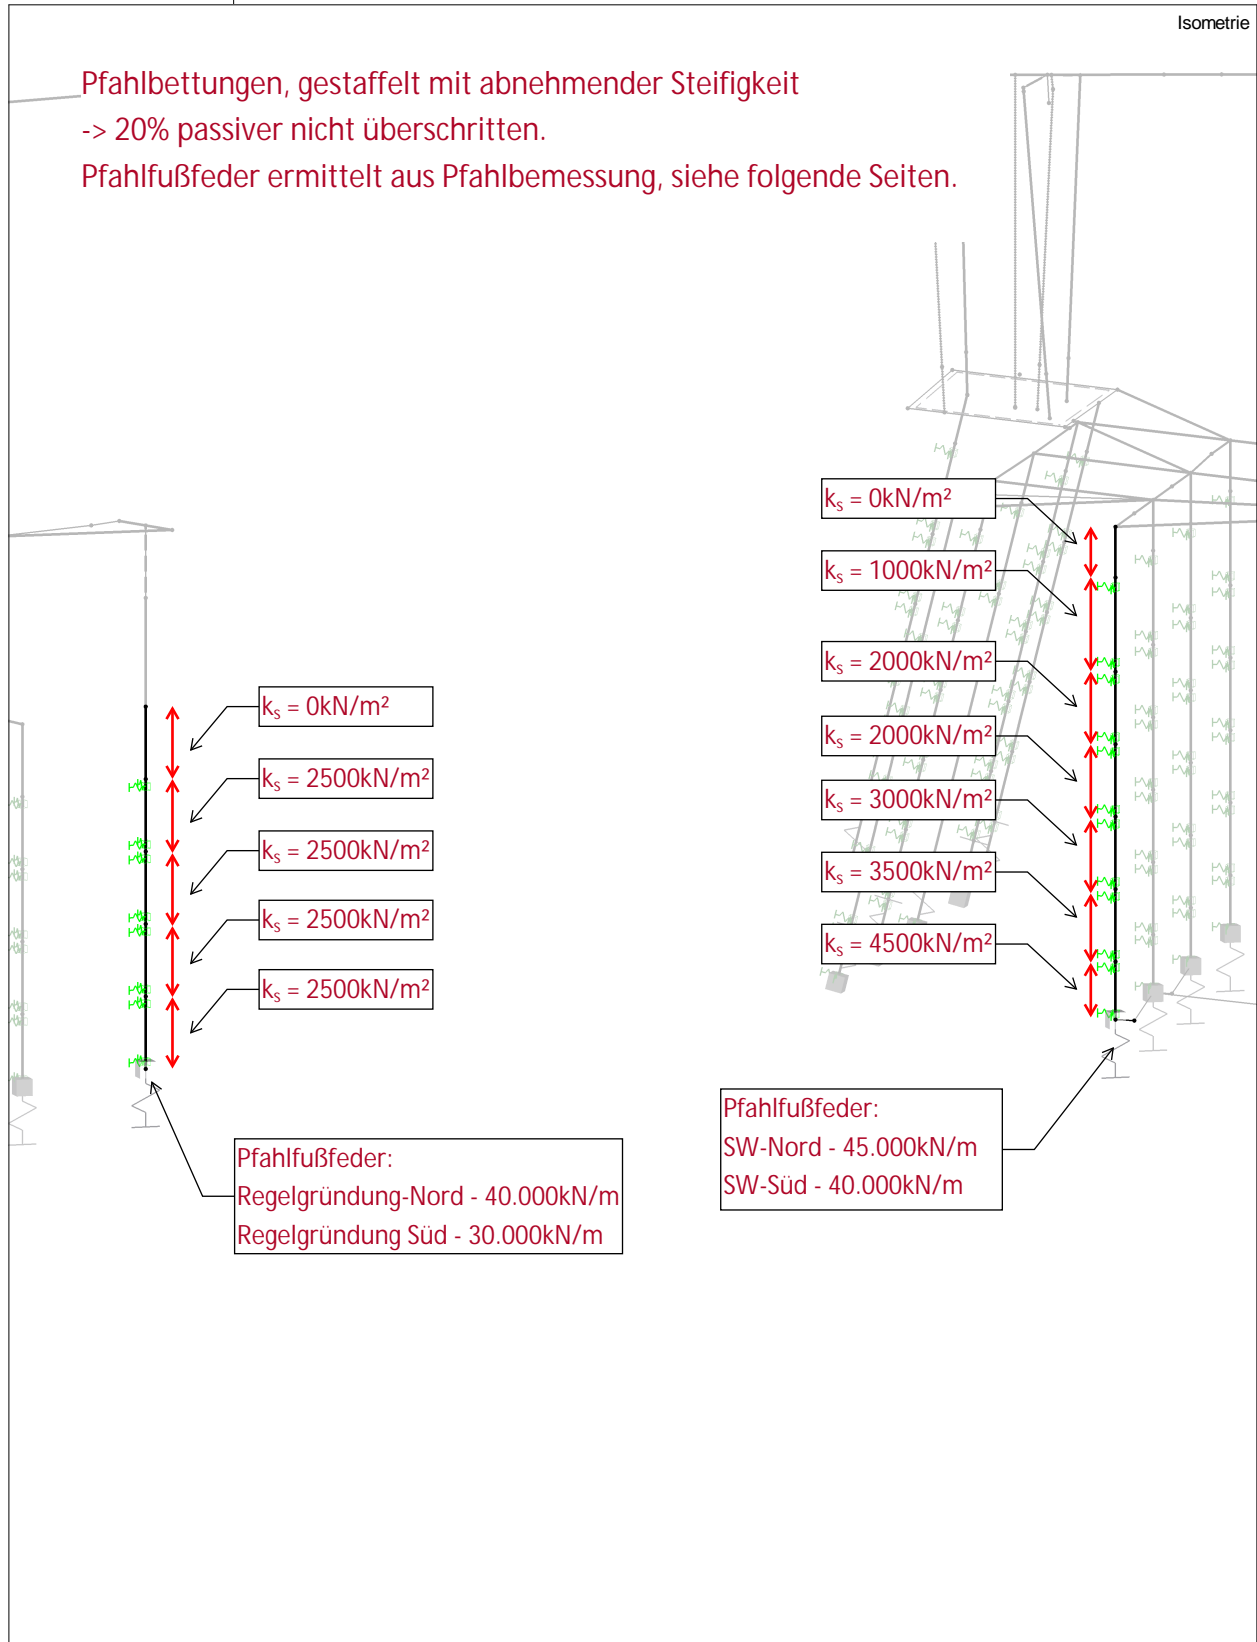 Isometrie
Pfahlbettungen, gestaffelt mit abnehmender Steifigkeit
-> 20% passiver nicht überschritten.
Pfahlfußfeder ermittelt aus Pfahlbemessung, siehe folgende Seiten.
kₛ = 0kN/m²
kₛ = 2500kN/m²
kₛ = 2500kN/m²
kₛ = 2500kN/m²
kₛ = 2500kN/m²
Pfahlfußfeder:
Regelgründung-Nord - 40.000kN/m
Regelgründung Süd - 30.000kN/m
kₛ = 0kN/m²
kₛ = 1000kN/m²
kₛ = 2000kN/m²
kₛ = 2000kN/m²
kₛ = 3000kN/m²
kₛ = 3500kN/m²
kₛ = 4500kN/m²
Pfahlfußfeder:
SW-Nord - 45.000kN/m
SW-Süd - 40.000kN/m